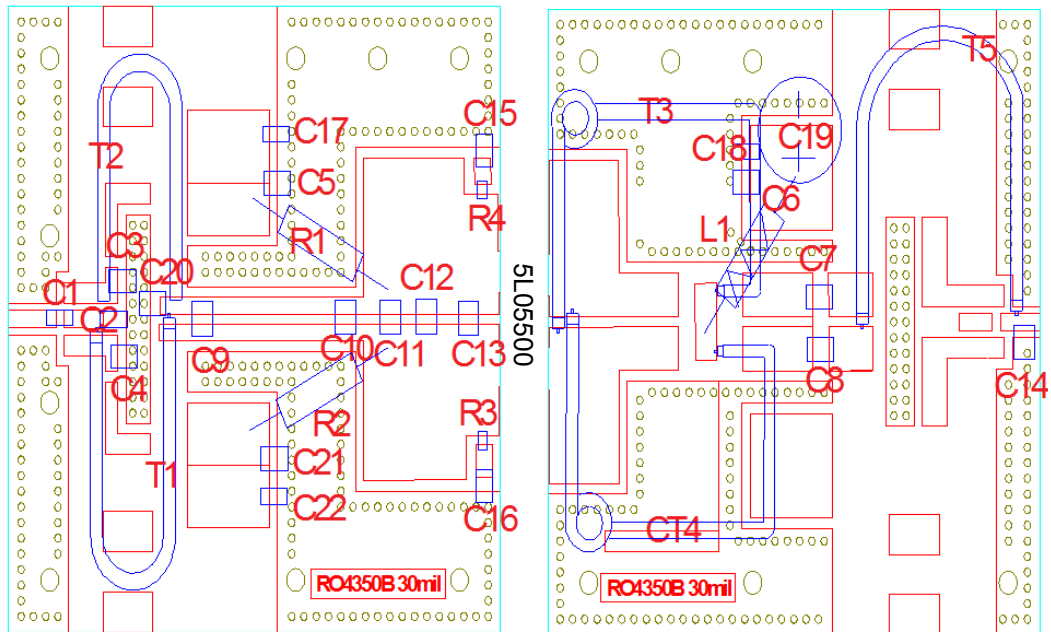 T5
C15
T3
C17
C19
C18
T2
C5
C6
R4
R1
L1
C3
C20
C7
C12
5L05500
C1
C2
C9
C10
C11
C13
C14
C4
C8
R3
R2
C21
T1
C22
C16
CT4
RO4350B 30mil
RO4350B 30mil